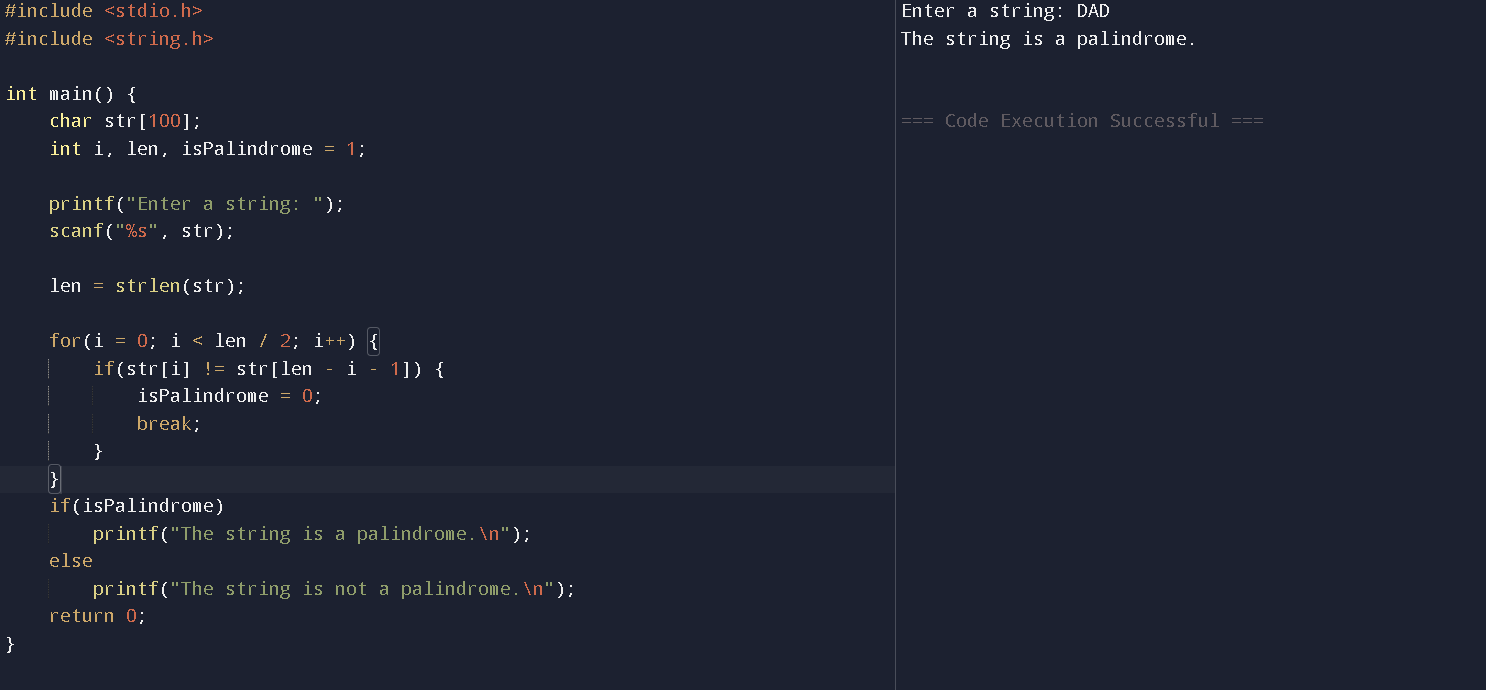 #include <stdio.h>
#include <string.h>

int main() {
    char str[100];
    int i, len, isPalindrome = 1;

    printf("Enter a string: ");
    scanf("%s", str);

    len = strlen(str);

    for(i = 0; i < len / 2; i++) {
        if(str[i] != str[len - i - 1]) {
            isPalindrome = 0;
            break;
        }
    }
    if(isPalindrome)
        printf("The string is a palindrome.\n");
    else
        printf("The string is not a palindrome.\n");
    return 0;
}
Enter a string: DAD
The string is a palindrome.
=== Code Execution Successful ===